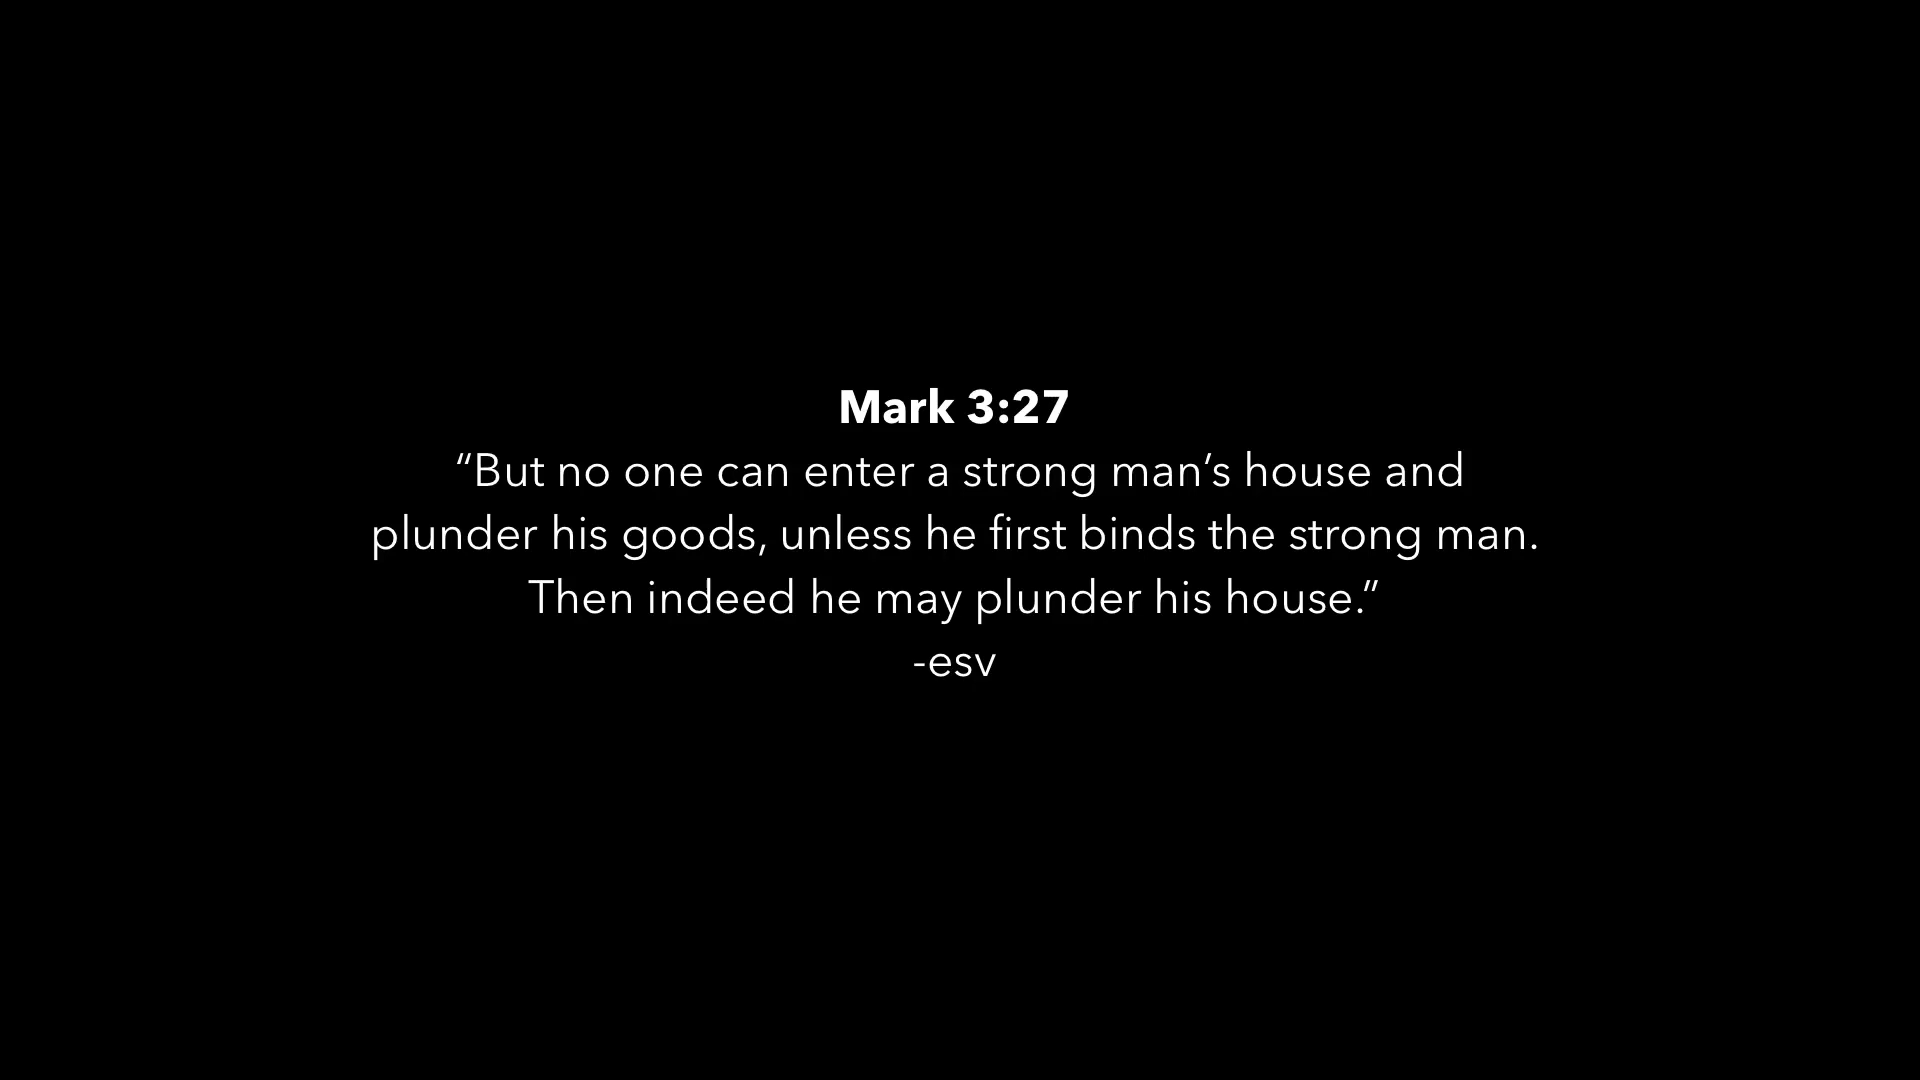 Mark 3:27
“But no one can enter a strong man’s house and
plunder his goods, unless he first binds the strong man.
Then indeed he may plunder his house.”
-esv